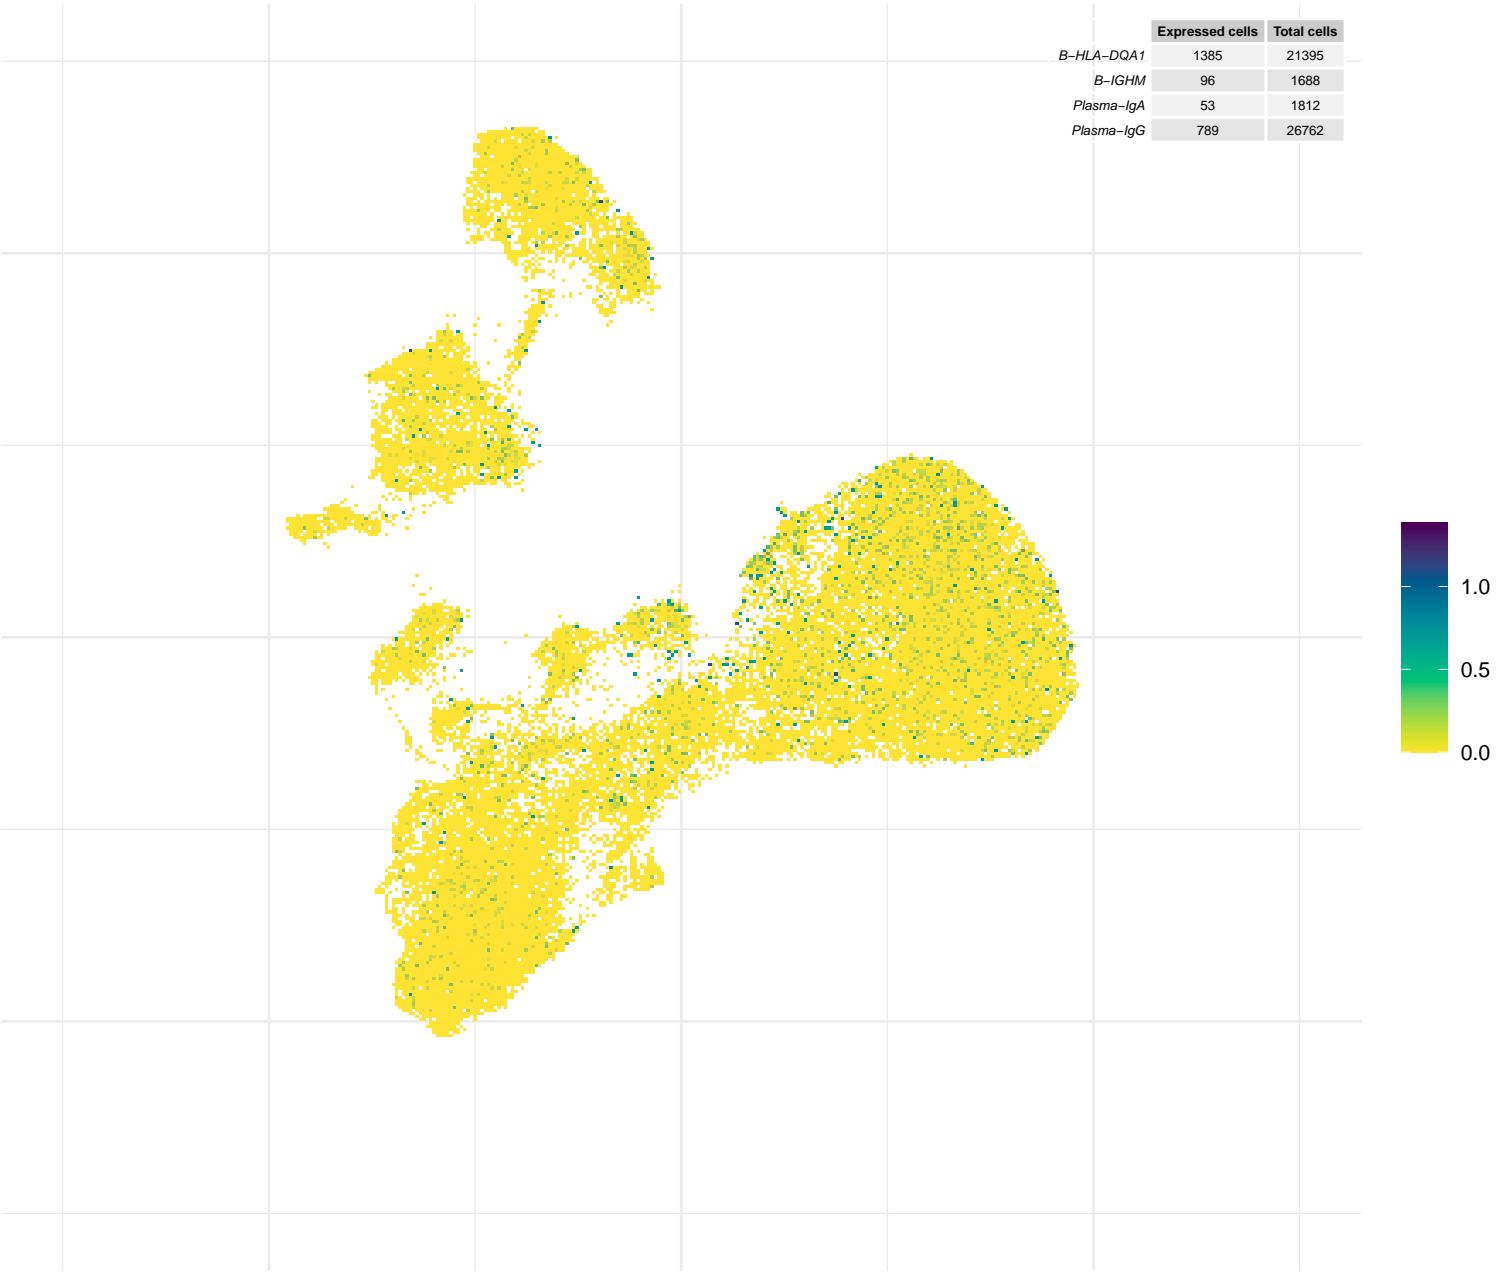 Expressed cells Total cells
B−HLA−DQA1 1385 21395
B−IGHM 96 1688
Plasma−IgA 53 1812
Plasma−IgG 789 26762
1.0
0.5
0.0